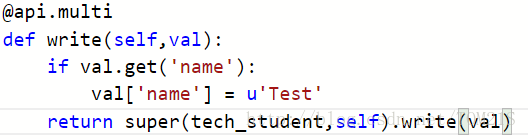 @api.multi
def write(self,val):
    if val.get('name'):
        val['name'] = u'Test'
    return super(tech_student,self).write(val)